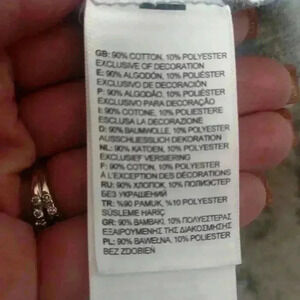 GB: 90% COTTON, 10% POLYESTER
EXCLUSIVE OF DECORATION
E: 90% ALGODÓN, 10% POLIÉSTER
EXCLUSIVO DE DECORACIÓN
P: 90% ALGODÃO, 10% POLIÉSTER
EXCLUSIVO PARA DECORAÇÃO
I: 90% COTONE, 10% POLIESTERE
ESCLUSA LA DECORAZIONE
D: 90% BAUMWOLLE, 10% POLYESTER
AUSSCHLIESSLICH DEKORATION
NL: 90% KATOEN, 10% POLYESTER
EXCLUSIEF VERSIERING
F: 90% COTON, 10% POLYESTER
A L'EXCEPTION DES DÉCORATIONS
RU: 90% ХЛОПОК, 10% ПОЛИЭСТЕР
БЕЗ УКРАШЕНИЙ
TR: %90 PAMUK, %10 POLYESTER
SÜSLEME HARİÇ
GR: 90% ΒΑΜΒΑΚΙ, 10% ΠΟΛΥΕΣΤΕΡΑΣ
ΕΞΑΙΡΟΥΜΕΝΗΣ ΤΗΣ ΔΙΑΚΟΣΜΗΣΗΣ
PL: 90% BAWEŁNA, 10% POLIESTER
BEZ ZDOBIEŃ